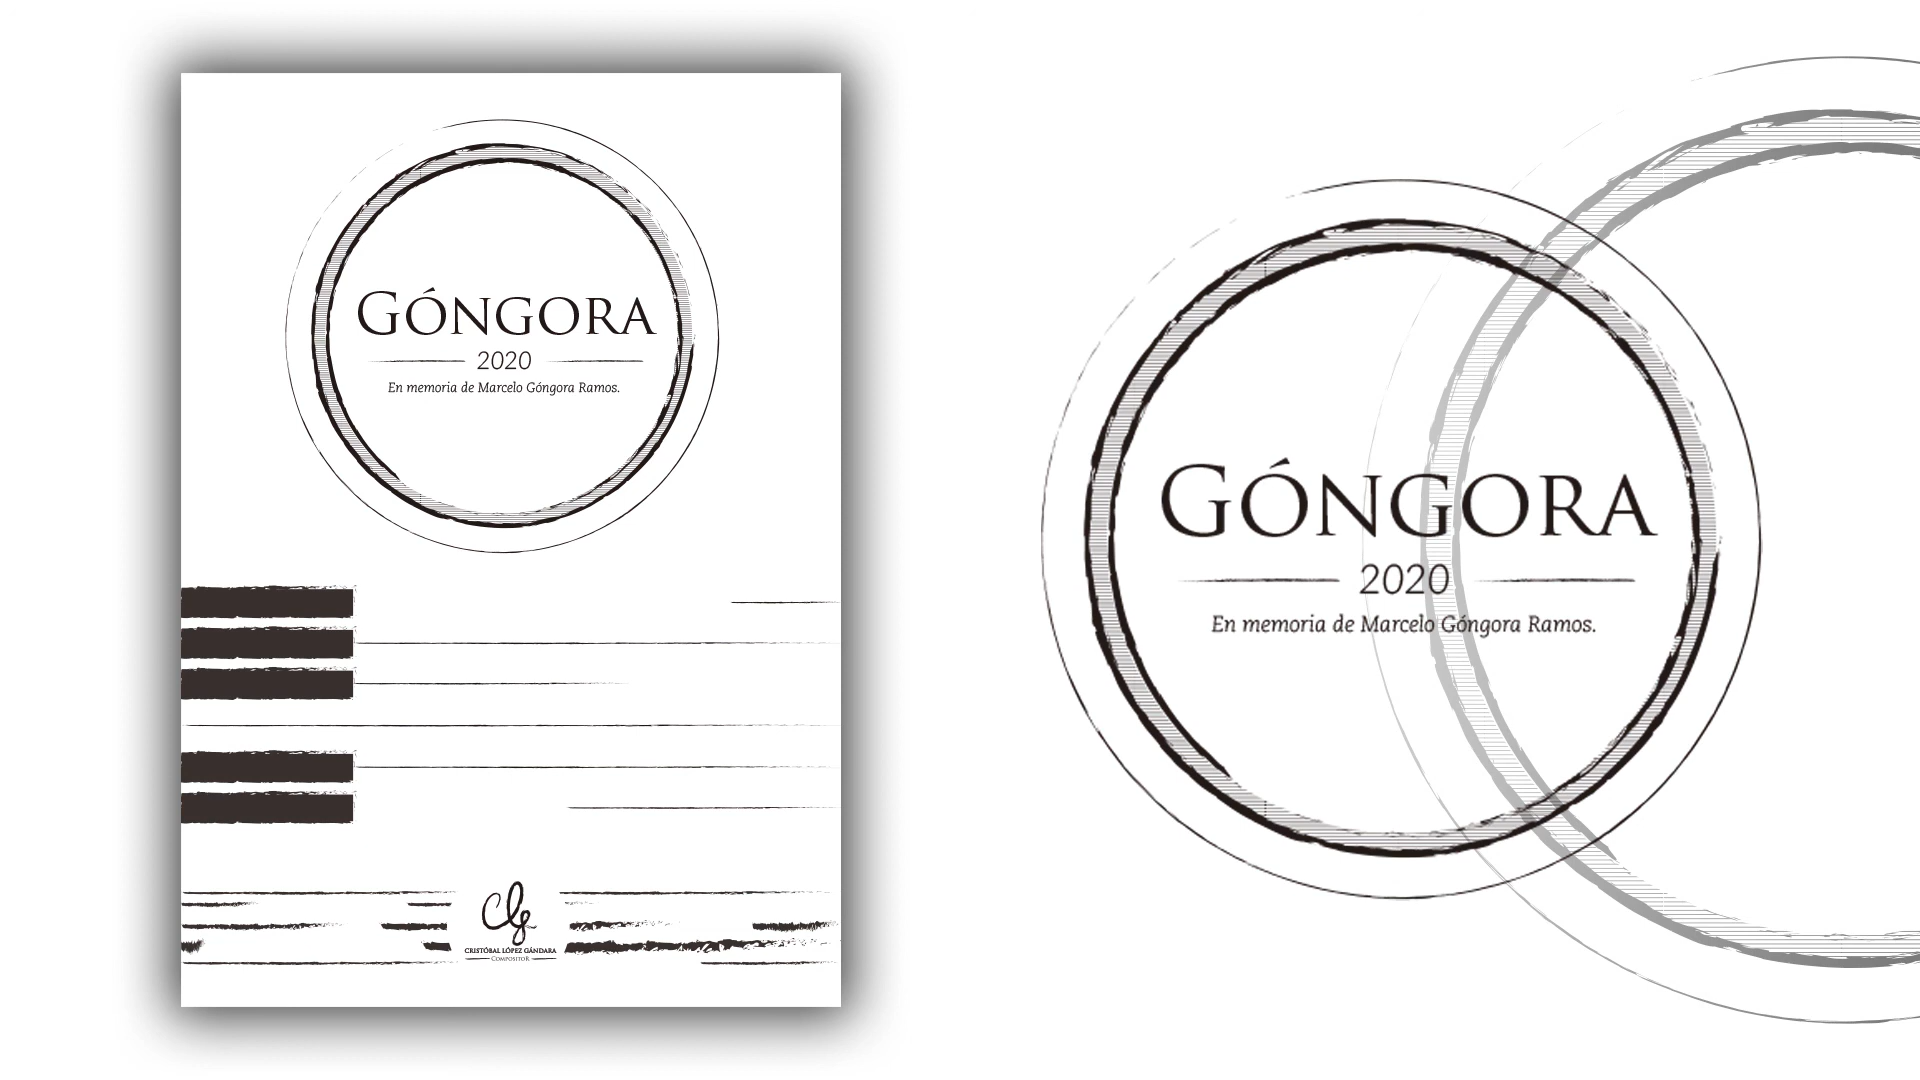 GÓNGORA
2020
En memoria de Marcelo Góngora Ramos.
clg
CRISTÓBAL LÓPEZ GÁNDARA
COMPOSITOR
GÓNGORA
2020
En memoria de Marcelo Góngora Ramos.